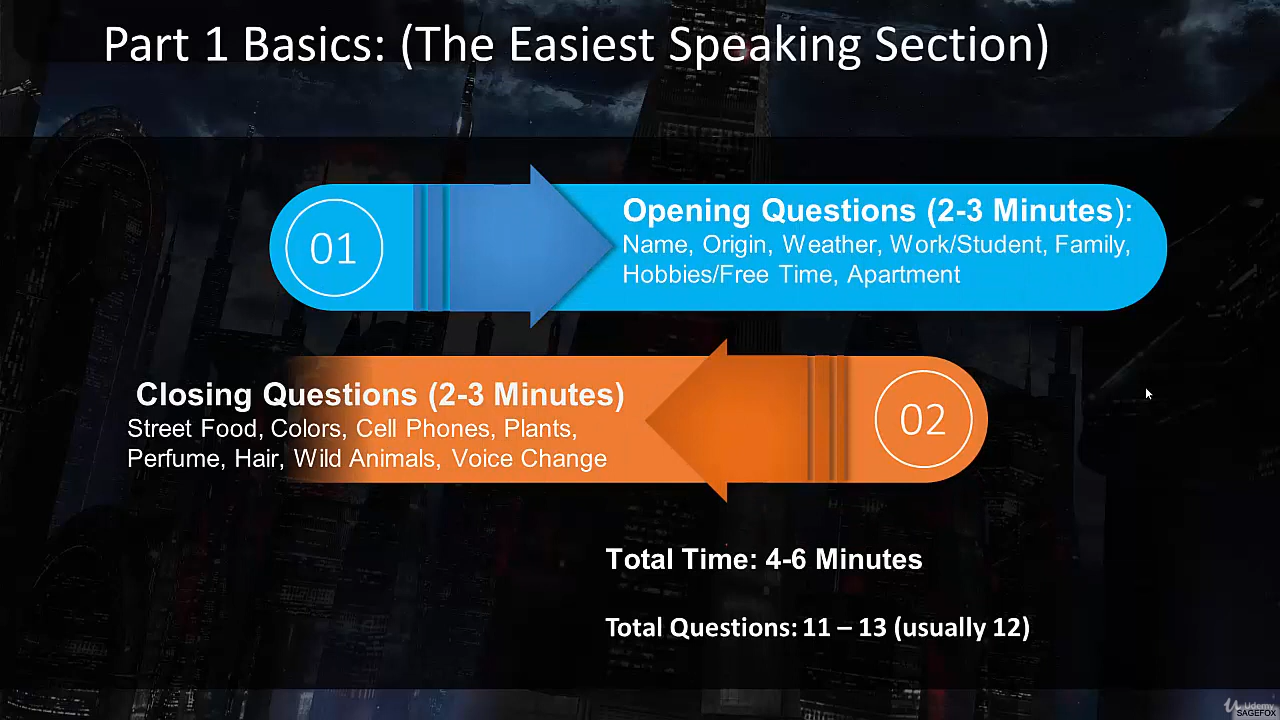 Part 1 Basics: (The Easiest Speaking Section)
01
Opening Questions (2-3 Minutes):
Name, Origin, Weather, Work/Student, Family,
Hobbies/Free Time, Apartment
Closing Questions (2-3 Minutes)
Street Food, Colors, Cell Phones, Plants,
Perfume, Hair, Wild Animals, Voice Change
02
Total Time: 4-6 Minutes
Total Questions: 11 – 13 (usually 12)
Udemy
SAGEFOX